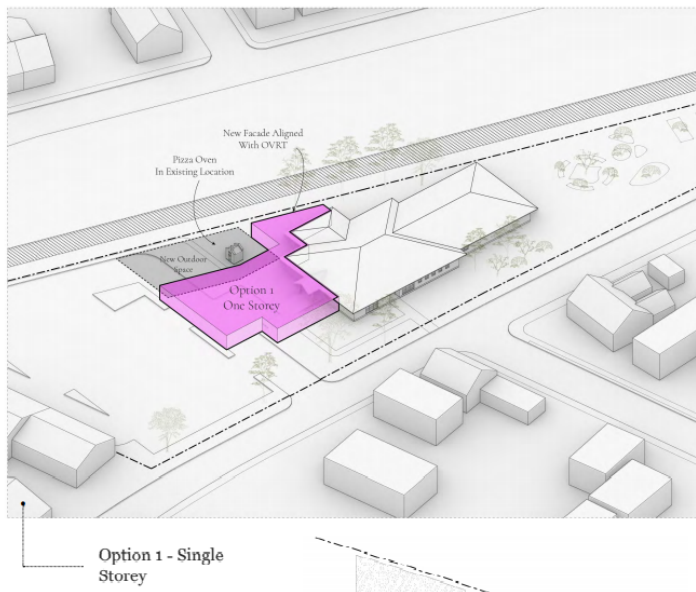 New Facade Aligned
With OVRT
Pizza Oven
In Existing Location
New Outdoor
Space
Option 1
One Storey
Option 1 - Single
Storey